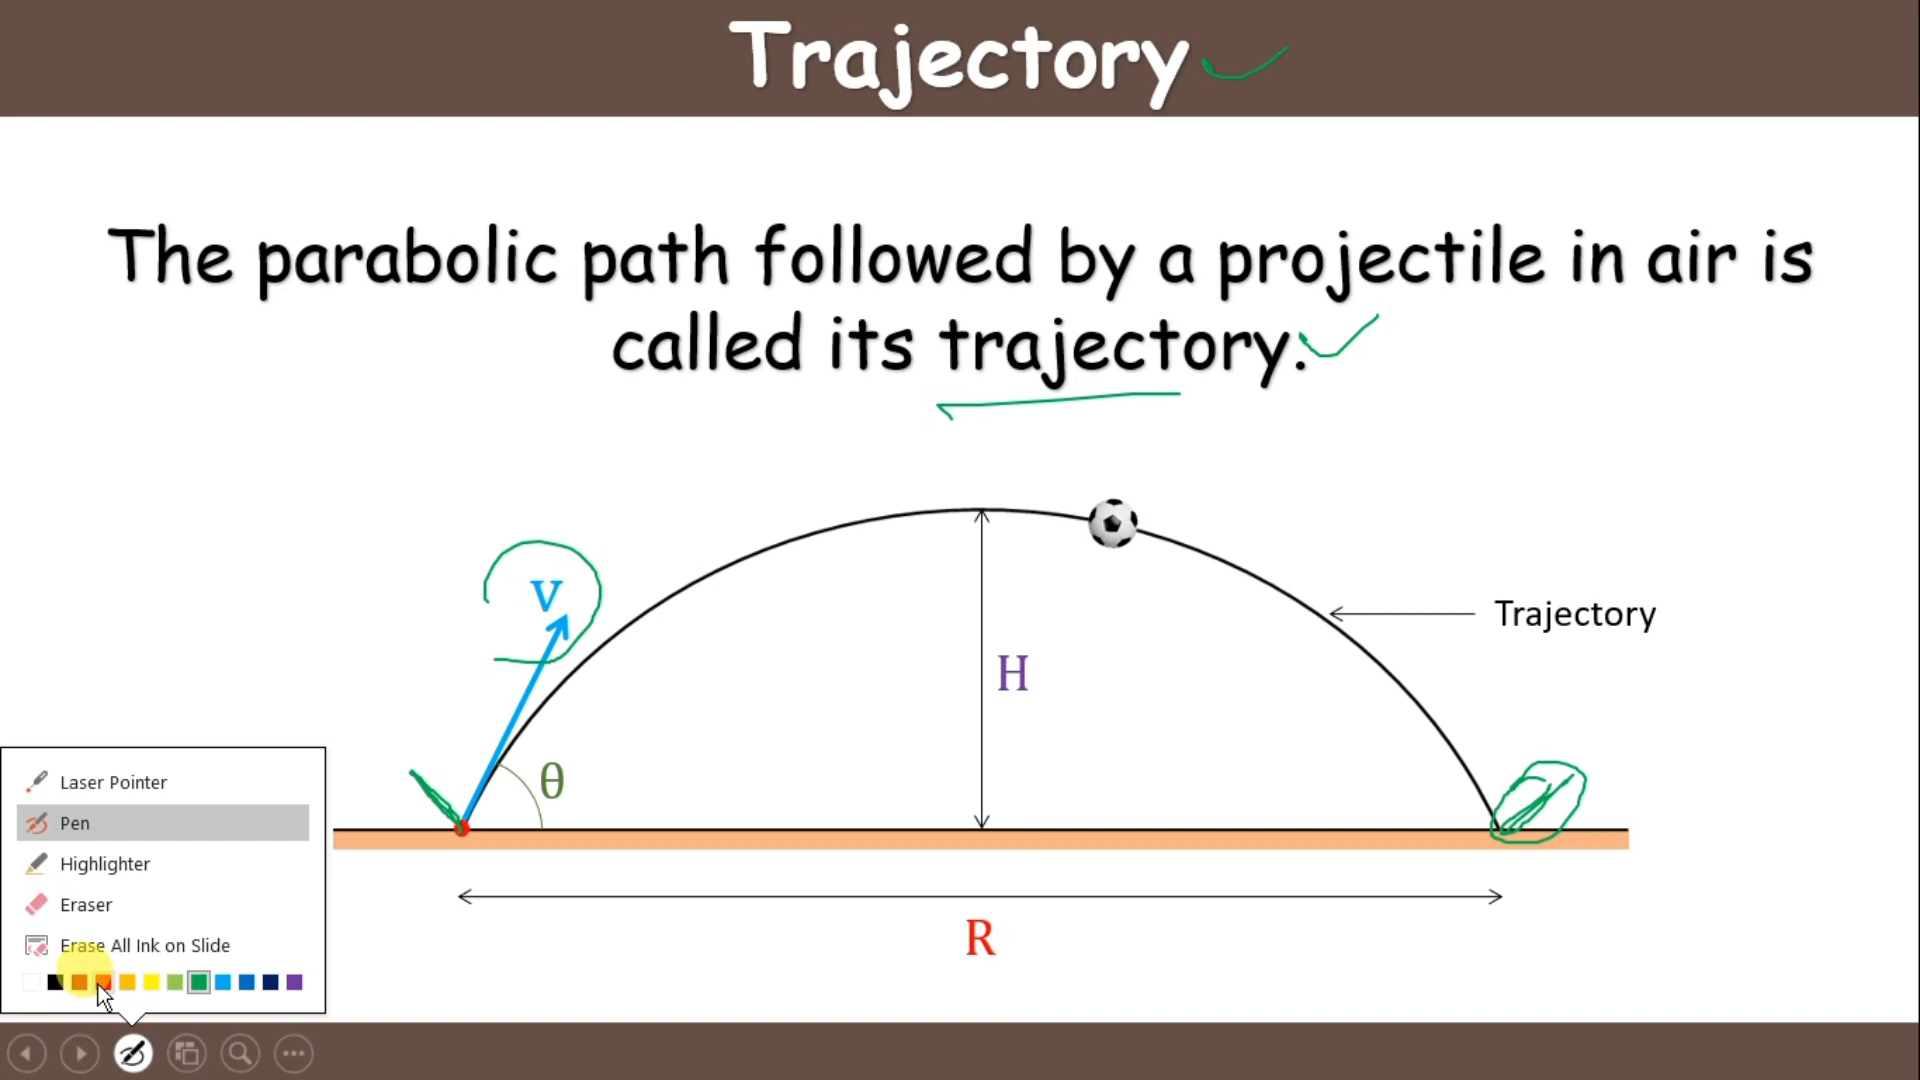 Trajectory
The parabolic path followed by a projectile in air is
called its trajectory.
v
Trajectory
H
θ
Laser Pointer
Pen
Highlighter
Eraser
Erase All Ink on Slide
R